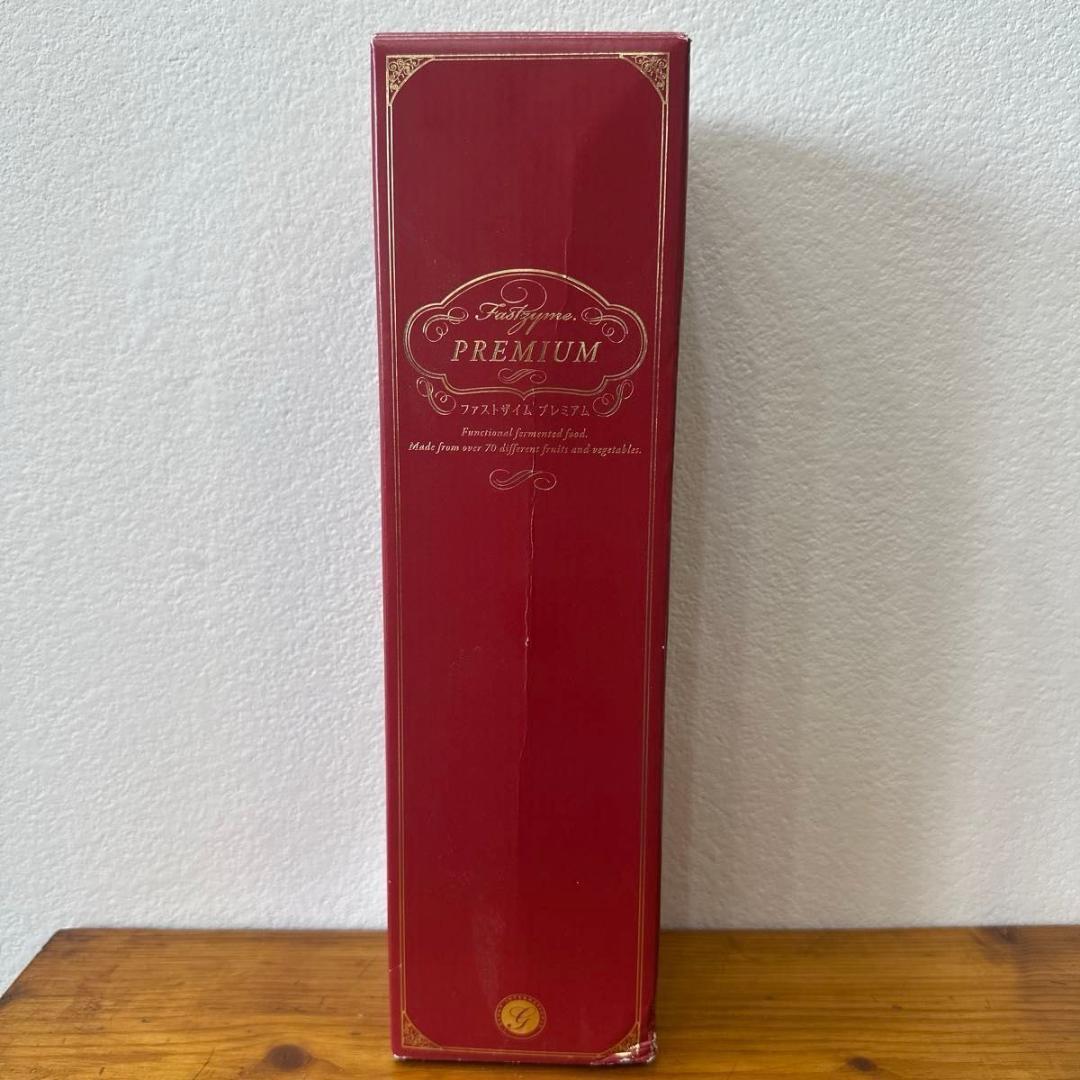 Fastzyme.
PREMIUM
ファストザイム プレミアム
Functional fermented food.
Made from over 70 different fruits and vegetables.
G